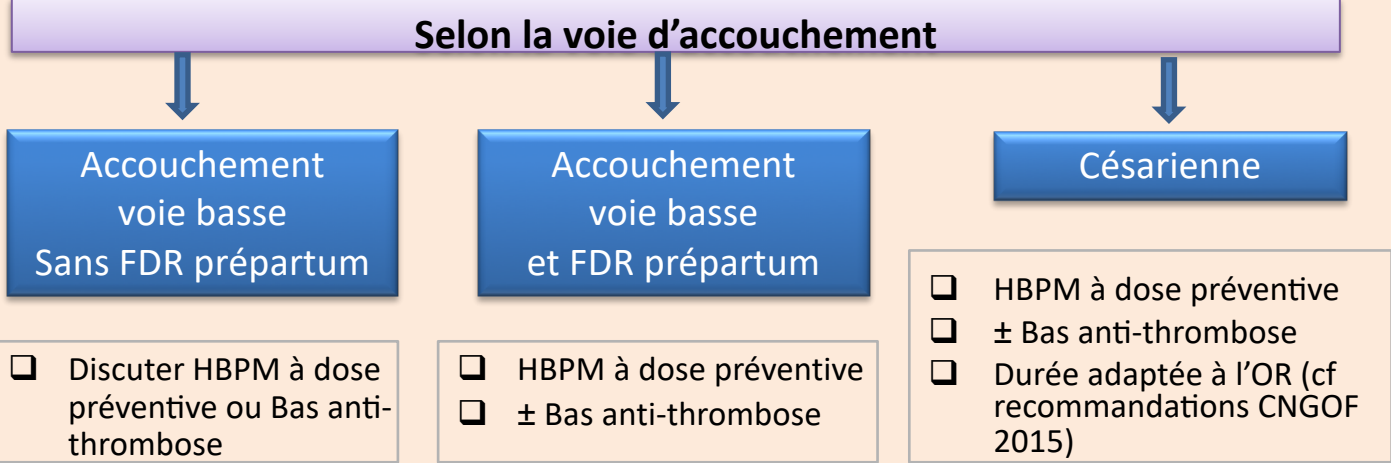 Selon la voie d'accouchement
Accouchement
voie basse
Sans FDR prépartum
❑ Discuter HBPM à dose
préventive ou Bas anti-
thrombose
Accouchement
voie basse
et FDR prépartum
❑ HBPM à dose préventive
❑ ± Bas anti-thrombose
Césarienne
❑ HBPM à dose préventive
❑ ± Bas anti-thrombose
❑ Durée adaptée à l'OR (cf
recommandations CNGOF
2015)